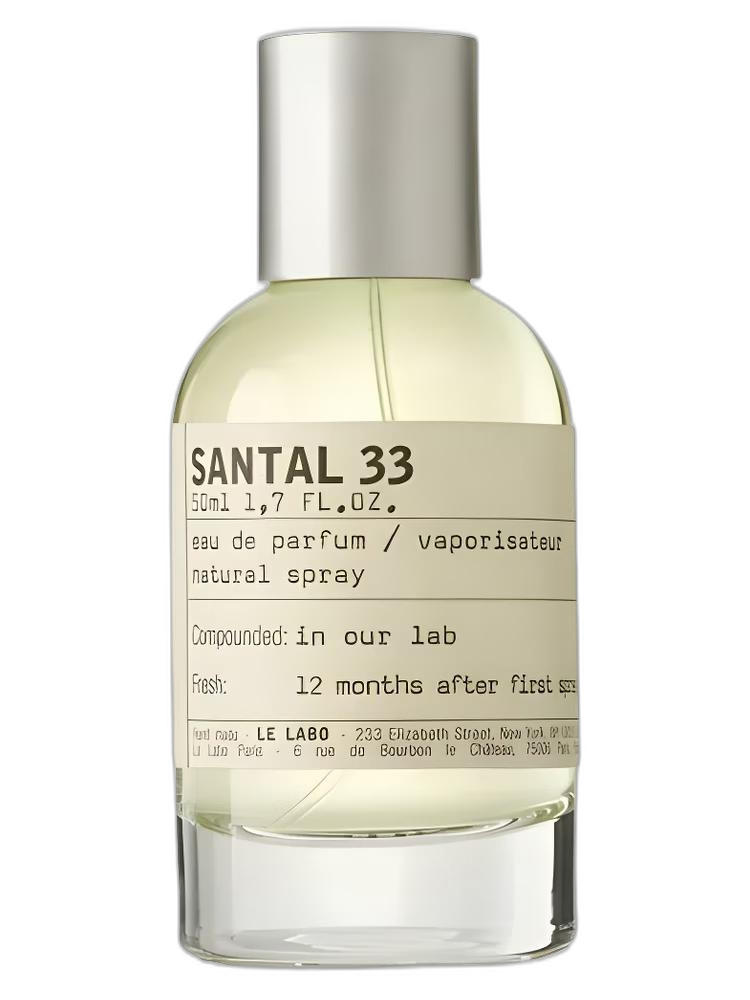 SANTAL 33
50ml 1,7 FL.OZ.
eau de parfum / vaporisateur
natural spray
Compounded: in our lab
Fresh: 12 months after first
LE LABO - 233 Elizabeth Street, New York,
6 rue de Bourbon le Château, 75006 Paris